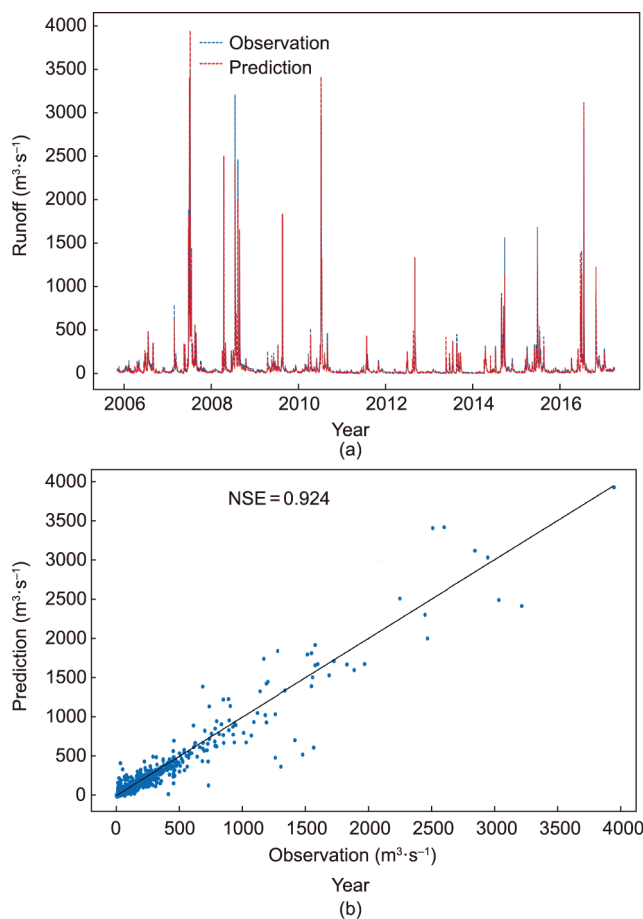 4000
3500
3000
2500
2000
1500
1000
500
0
Runoff (m³·s⁻¹)
Observation
Prediction
2006 2008 2010 2012 2014 2016
Year
(a)
4000
3500
3000
2500
2000
1500
1000
500
0
Prediction (m³·s⁻¹)
NSE = 0.924
0 500 1000 1500 2000 2500 3000 3500 4000
Observation (m³·s⁻¹)
Year
(b)